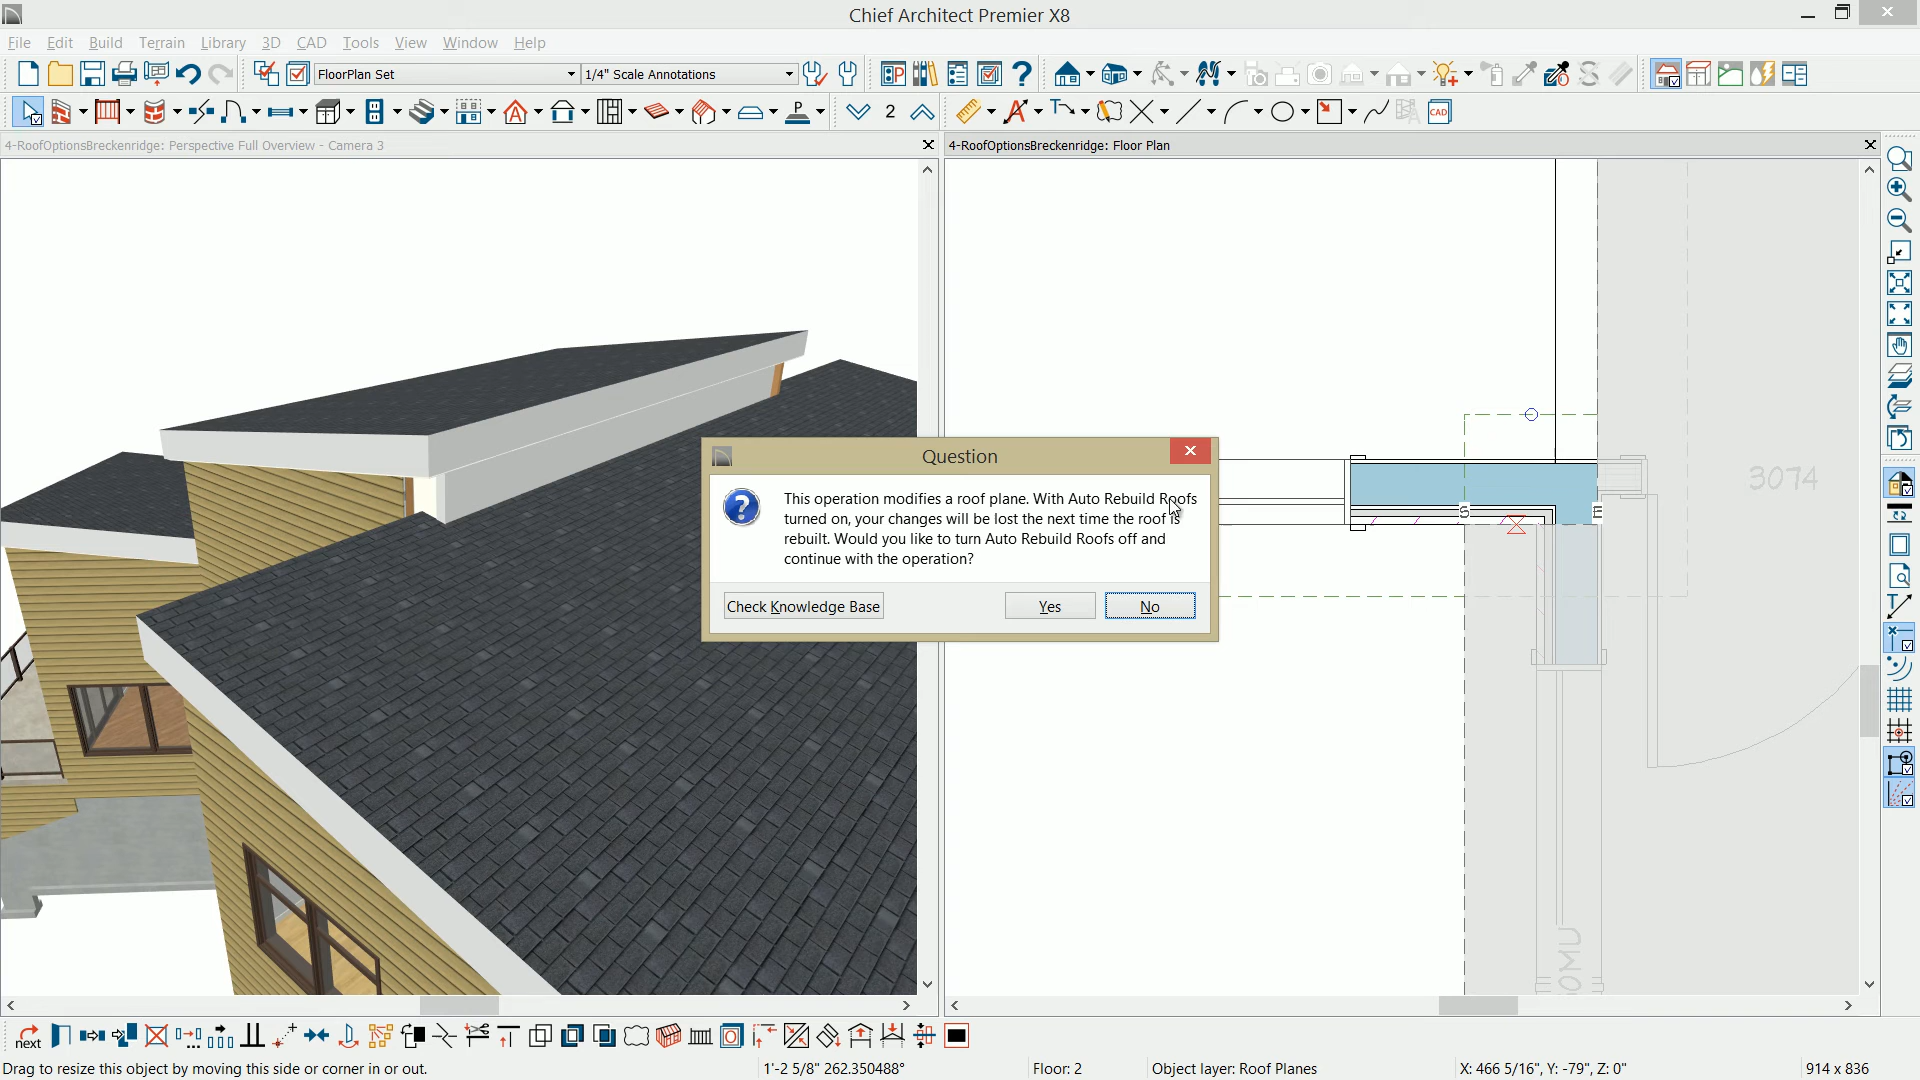 Chief Architect Premier X8
File Edit Build Terrain Library 3D CAD Tools View Window Help
FloorPlan Set
1/4" Scale Annotations
2
CAD
4-RoofOptionsBreckenridge: Perspective Full Overview - Camera 3
4-RoofOptionsBreckenridge: Floor Plan
3074
Question
This operation modifies a roof plane. With Auto Rebuild Roofs
turned on, your changes will be lost the next time the roof is
rebuilt. Would you like to turn Auto Rebuild Roofs off and
continue with the operation?
Check Knowledge Base
Yes
No
next
Drag to resize this object by moving this side or corner in or out.
1'-2 5/8" 262.350488°
Floor: 2
Object layer: Roof Planes
X: 466 5/16", Y: -79", Z: 0"
914 x 836